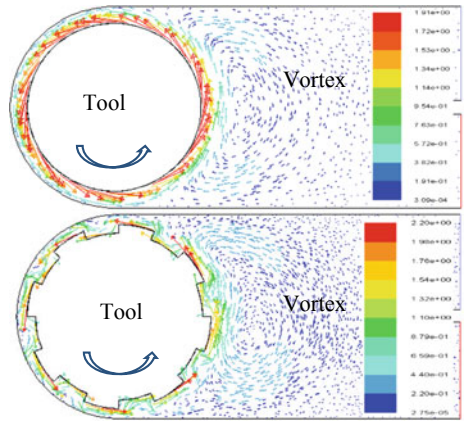 1.91e+00
1.72e+00
1.53e+00
1.34e+00
1.14e+00
9.54e-01
7.63e-01
5.72e-01
3.82e-01
1.91e-01
3.09e-04
Vortex
Tool
2.20e+00
1.98e+00
1.76e+00
1.54e+00
1.32e+00
1.10e+00
8.79e-01
6.59e-01
4.40e-01
2.20e-01
2.75e-05
Vortex
Tool